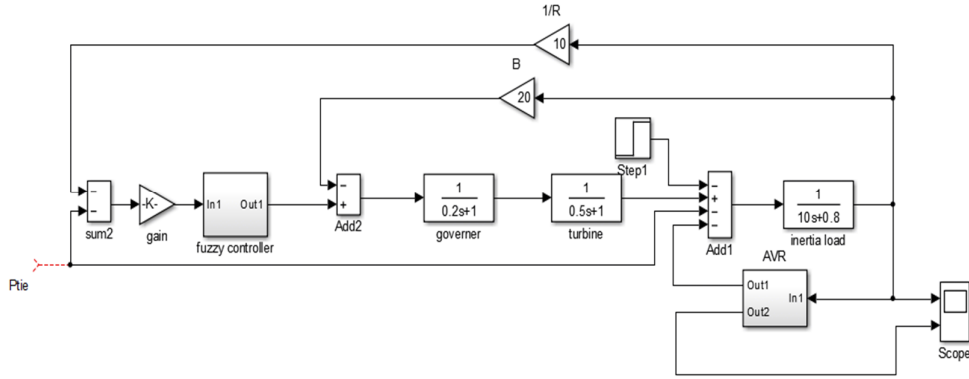 1/R
10
B
20
Step1
-K-
In1 Out1
1
0.2s+1
1
0.5s+1
1
10s+0.8
sum2
gain
fuzzy controller
Add2
governer
turbine
Add1
inertia load
Ptie
AVR
Out1
In1
Out2
Scope